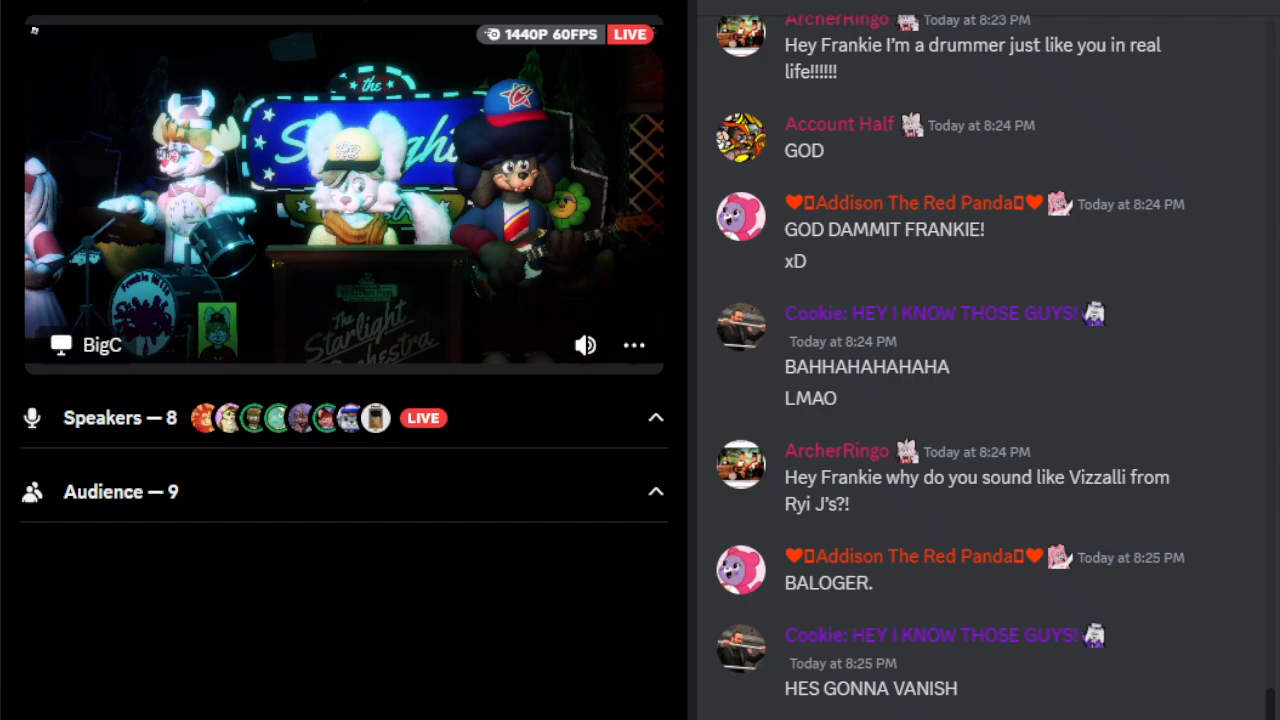 1440P 60FPS
LIVE
the
RB
C
Frankie
The
Starlight
Orchestra
BigC
Speakers — 8
LIVE
Audience — 9
ArcherRingo Today at 8:23 PM
Hey Frankie I'm a drummer just like you in real
life!!!!!!
Account Half Today at 8:24 PM
GOD
❤▯Addison The Red Panda▯❤ Today at 8:24 PM
GOD DAMMIT FRANKIE!
xD
Cookie: HEY I KNOW THOSE GUYS!
Today at 8:24 PM
BAHHAHAHAHAHA
LMAO
ArcherRingo Today at 8:24 PM
Hey Frankie why do you sound like Vizzalli from
Ryi J's?!
❤▯Addison The Red Panda▯❤ Today at 8:25 PM
BALOGER.
Cookie: HEY I KNOW THOSE GUYS!
Today at 8:25 PM
HES GONNA VANISH